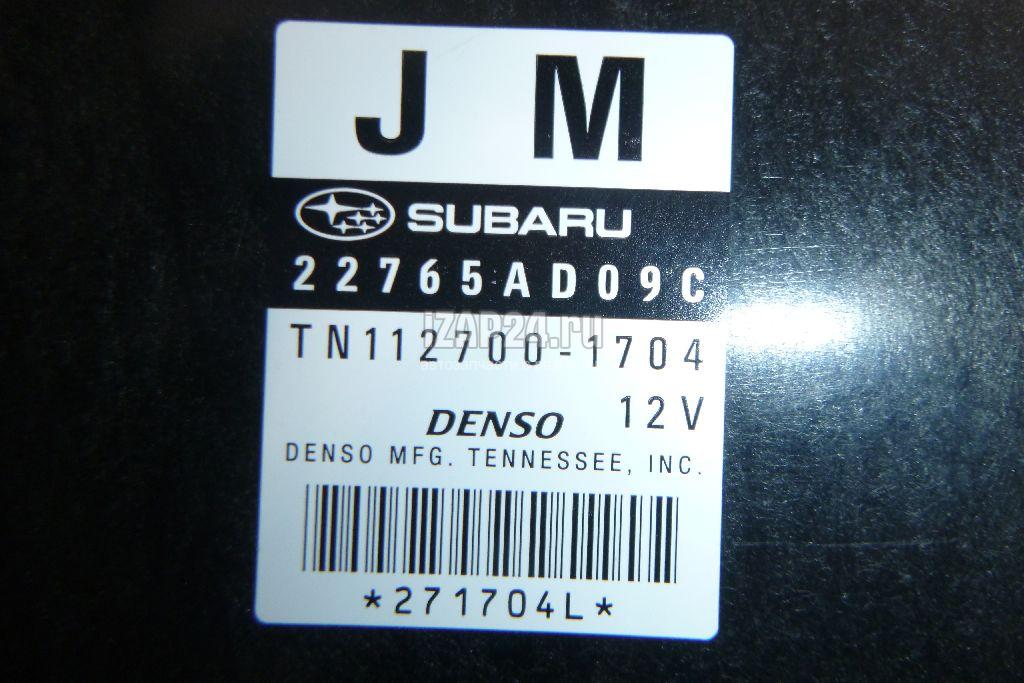 J M
SUBARU
22765AD09C
iZAP24.ru
TN112700-1704
12V
DENSO
DENSO MFG. TENNESSEE, INC.
*271704L*